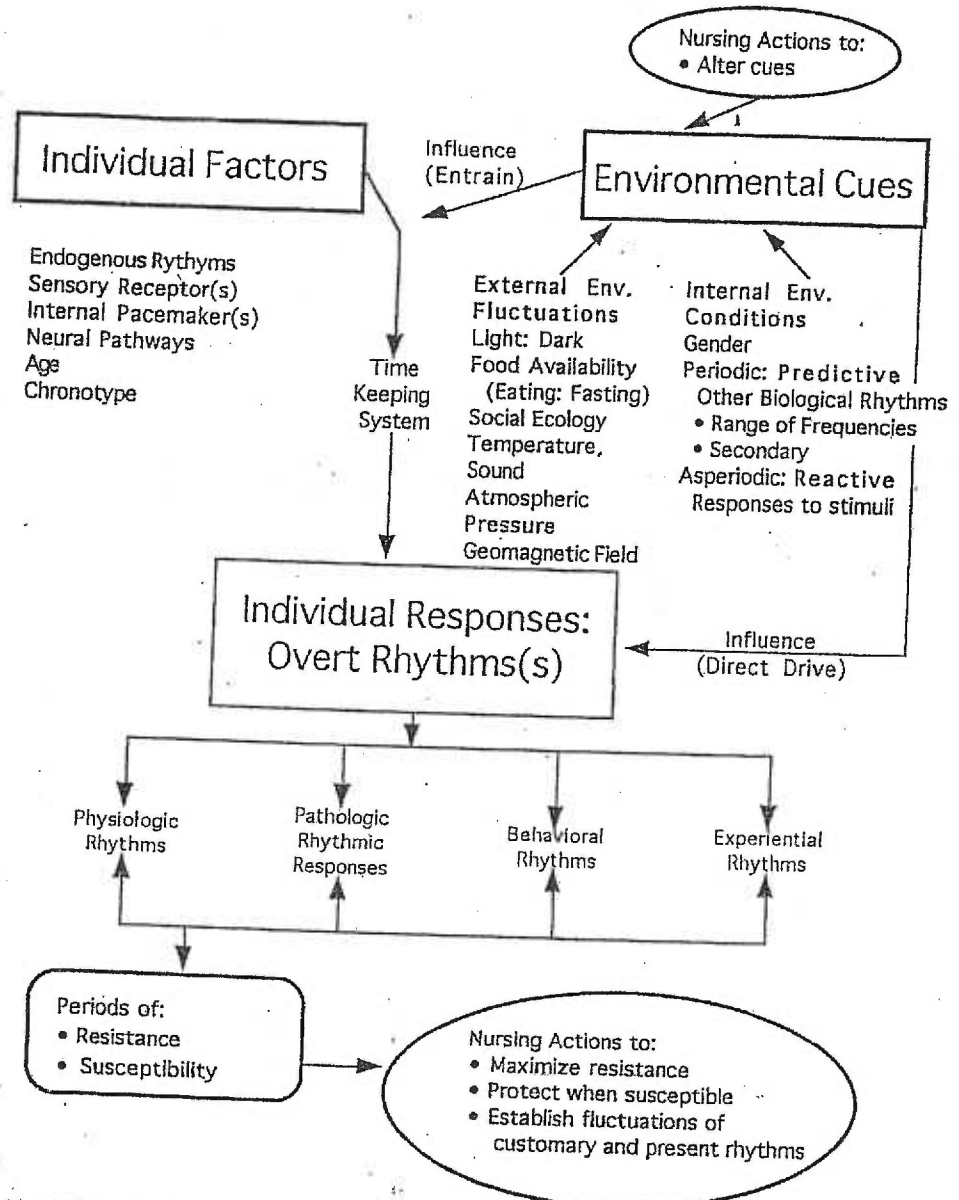 Nursing Actions to:
• Alter cues
Individual Factors
Influence
(Entrain)
Environmental Cues
Endogenous Rythyms
Sensory Receptor(s)
Internal Pacemaker(s)
Neural Pathways
Age
Chronotype
Time
Keeping
System
External Env.
Fluctuations
Light: Dark
Food Availability
(Eating: Fasting)
Social Ecology
Temperature,
Sound
Atmospheric
Pressure
Geomagnetic Field
Internal Env.
Conditions
Gender
Periodic: Predictive
Other Biological Rhythms
• Range of Frequencies
• Secondary
Asperiodic: Reactive
Responses to stimuli
Individual Responses:
Overt Rhythms(s)
Influence
(Direct Drive)
Physiologic
Rhythms
Pathologic
Rhythmic
Responses
Behavioral
Rhythms
Experiential
Rhythms
Periods of:
• Resistance
• Susceptibility
Nursing Actions to:
• Maximize resistance
• Protect when susceptible
• Establish fluctuations of
customary and present rhythms